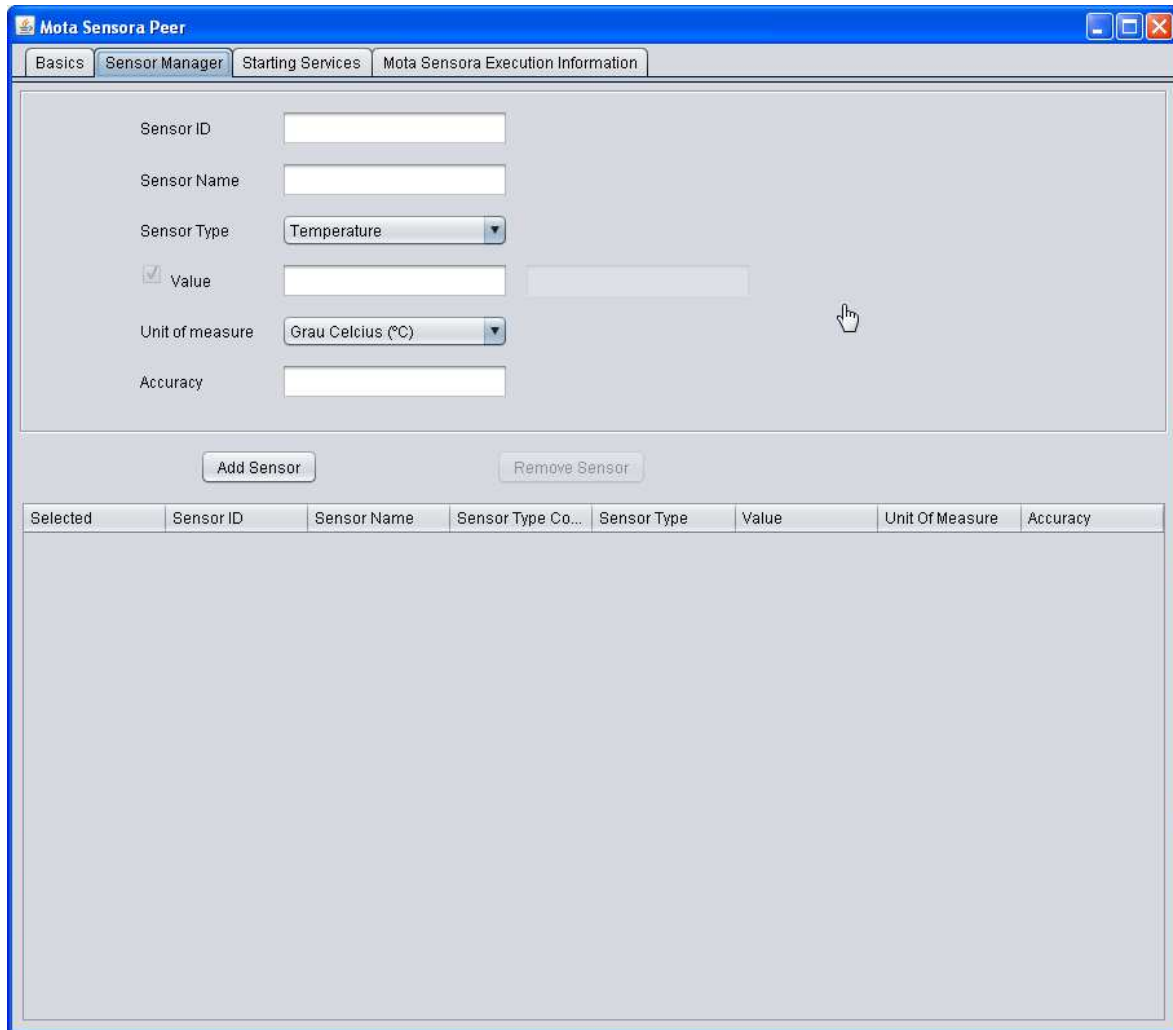 Mota Sensora Peer
Basics Sensor Manager Starting Services Mota Sensora Execution Information
Sensor ID
Sensor Name
Sensor Type Temperature
Value
Unit of measure Grau Celcius (ºC)
Accuracy
Add Sensor Remove Sensor
Selected Sensor ID Sensor Name Sensor Type Co... Sensor Type Value Unit Of Measure Accuracy